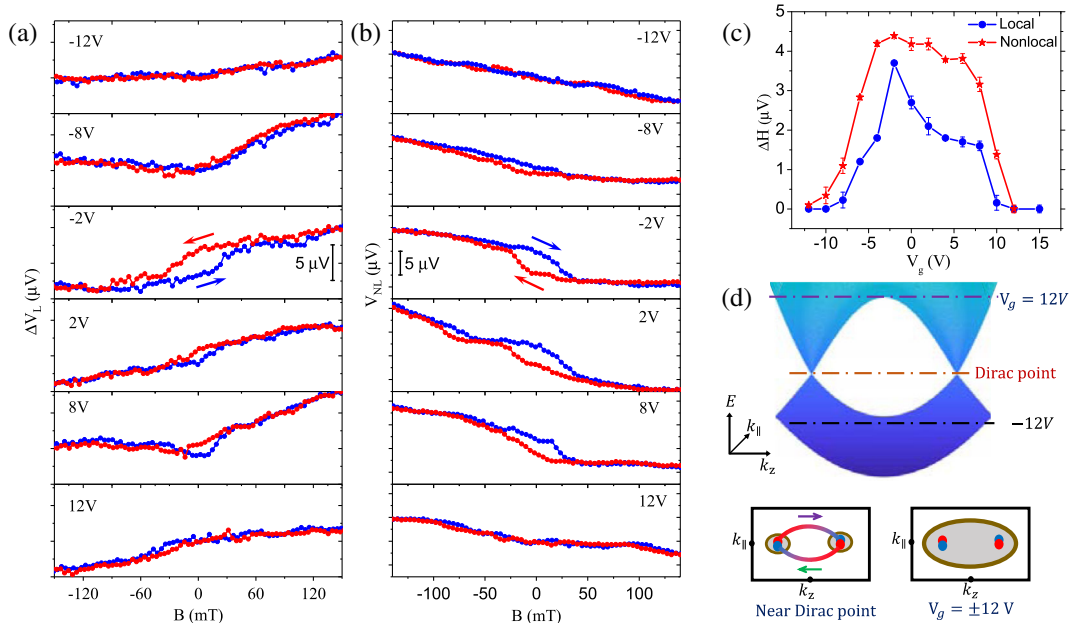 (a)
-12V
-8V
-2V
5 μV
2V
8V
12V
ΔV_L (μV)
-120 -60 0 60 120
B (mT)
(b)
-12V
-8V
-2V
5 μV
2V
8V
12V
V_NL (μV)
-100 -50 0 50 100
B (mT)
(c)
Local
Nonlocal
5
4
3
2
1
0
ΔH (μV)
-10 -5 0 5 10 15
V_g (V)
(d)
V_g = 12V
Dirac point
−12V
E
k_∥
k_z
k_∥
k_z
Near Dirac point
k_∥
k_z
V_g = ±12 V